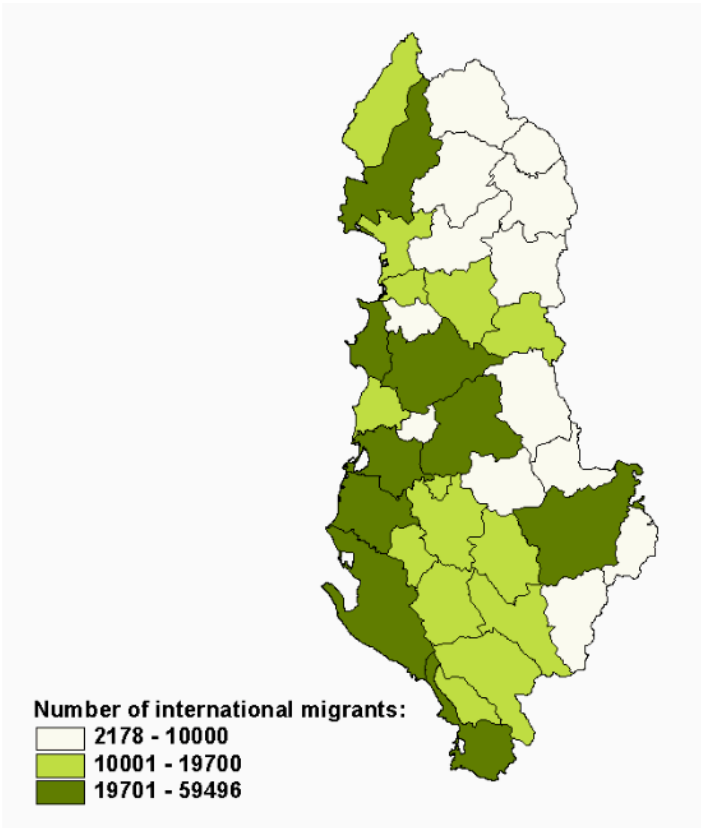 Number of international migrants:
2178 - 10000
10001 - 19700
19701 - 59496